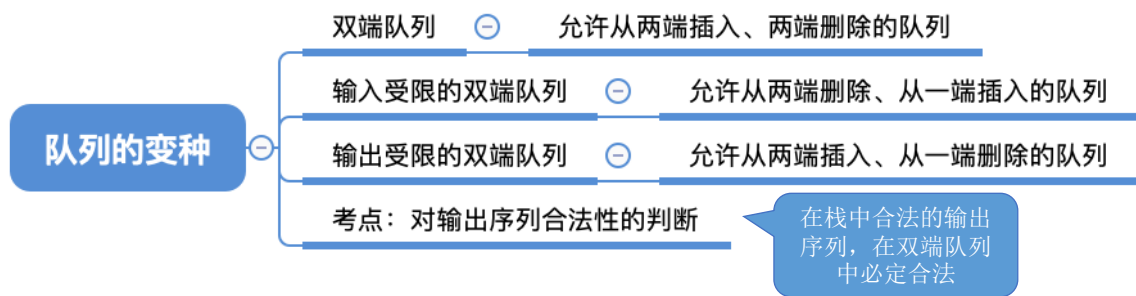 队列的变种
双端队列
允许从两端插入、两端删除的队列
输入受限的双端队列
允许从两端删除、从一端插入的队列
输出受限的双端队列
允许从两端插入、从一端删除的队列
考点：对输出序列合法性的判断
在栈中合法的输出
序列，在双端队列
中必定合法